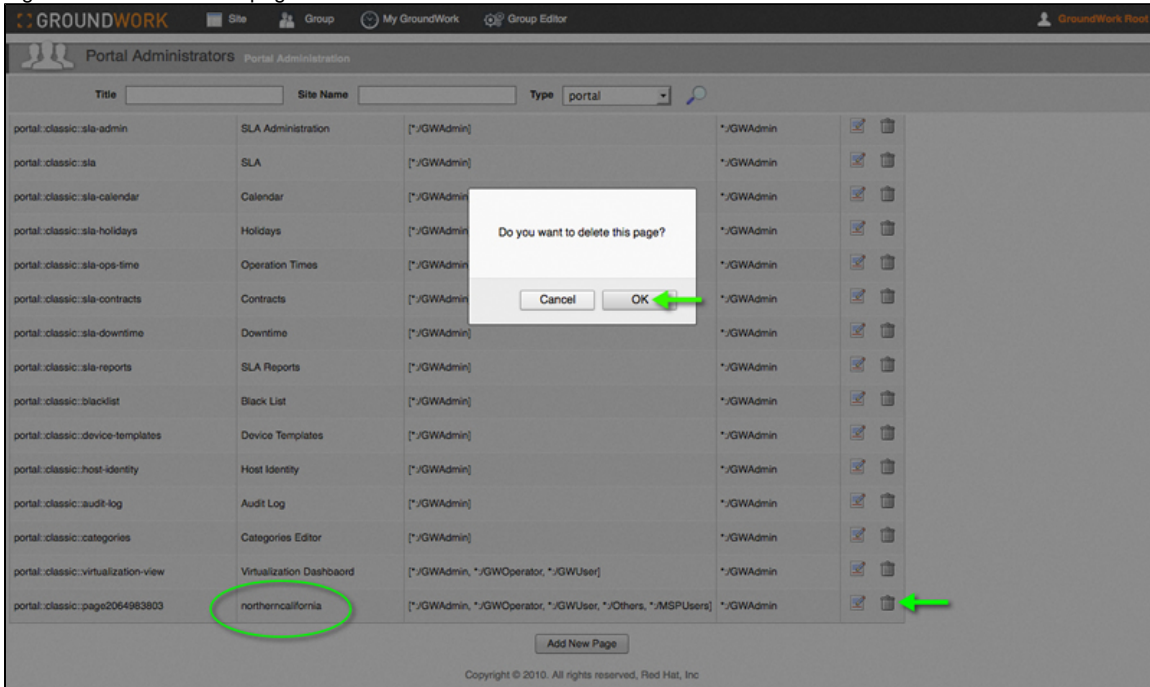 GROUNDWORK Site Group My GroundWork Group Editor GroundWork Root
Portal Administrators Portal Administration
Title Site Name Type portal
portal::classic::sla-admin SLA Administration [*:/GWAdmin] *:/GWAdmin
portal::classic::sla SLA [*:/GWAdmin] *:/GWAdmin
portal::classic::sla-calendar Calendar [*:/GWAdmin *:/GWAdmin
portal::classic::sla-holidays Holidays [*:/GWAdmin *:/GWAdmin
Do you want to delete this page?
portal::classic::sla-ops-time Operation Times [*:/GWAdmin *:/GWAdmin
portal::classic::sla-contracts Contracts [*:/GWAdmin *:/GWAdmin
Cancel OK
portal::classic::sla-downtime Downtime [*:/GWAdmin] *:/GWAdmin
portal::classic::sla-reports SLA Reports [*:/GWAdmin] *:/GWAdmin
portal::classic::blacklist Black List [*:/GWAdmin] *:/GWAdmin
portal::classic::device-templates Device Templates [*:/GWAdmin] *:/GWAdmin
portal::classic::host-identity Host Identity [*:/GWAdmin] *:/GWAdmin
portal::classic::audit-log Audit Log [*:/GWAdmin] *:/GWAdmin
portal::classic::categories Categories Editor [*:/GWAdmin] *:/GWAdmin
portal::classic::virtualization-view Virtualization Dashbaord [*:/GWAdmin, *:/GWOperator, *:/GWUser] *:/GWAdmin
portal::classic::page2064983803 northerncalifornia [*:/GWAdmin, *:/GWOperator, *:/GWUser, *:/Others, *:/MSPUsers] *:/GWAdmin
Add New Page
Copyright © 2010. All rights reserved, Red Hat, Inc